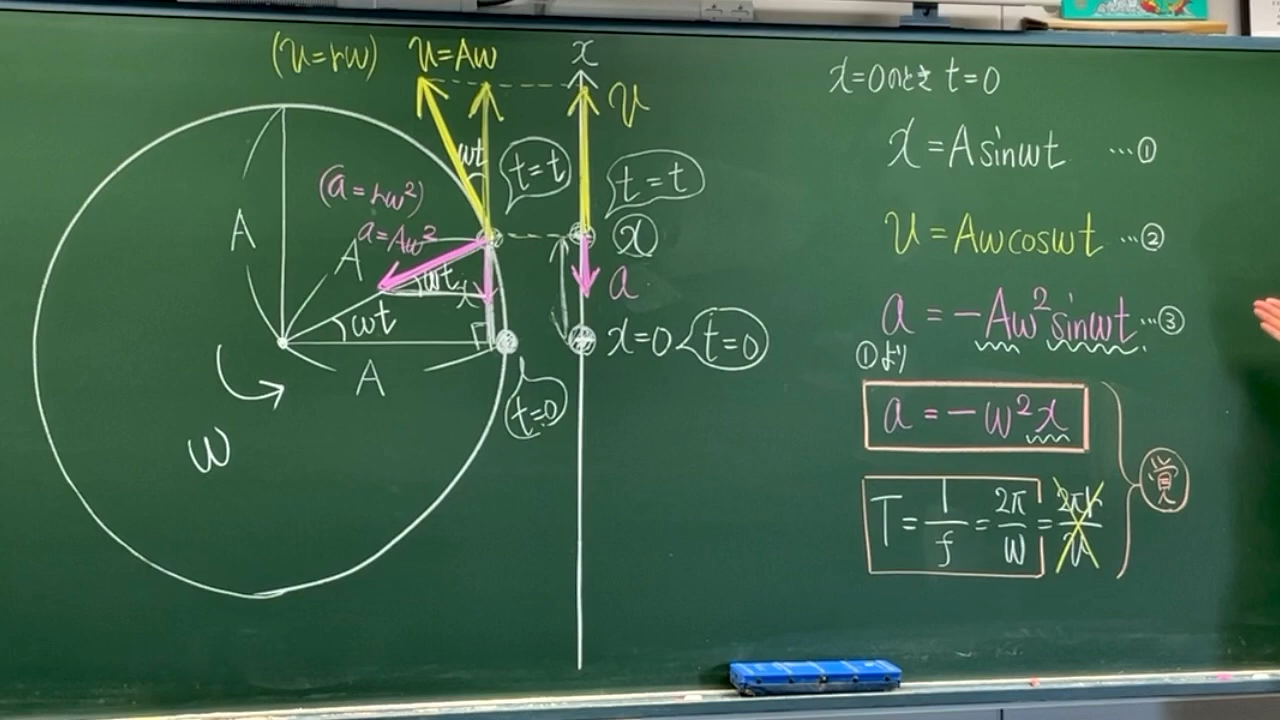 (v=rω) v=Aω
x
v
ωt
t=t
t=t
(a=rω²)
a=Aω²
A
A
ωt
x
x
a
ωt
A
x=0
t=0
t=0
ω
x=0のとき t=0
x=Asinωt …①
v=Aωcosωt …②
a=-Aω²sinωt…③
①より
a=-ω²x
T=1/f=2π/ω=2πr/v
覚